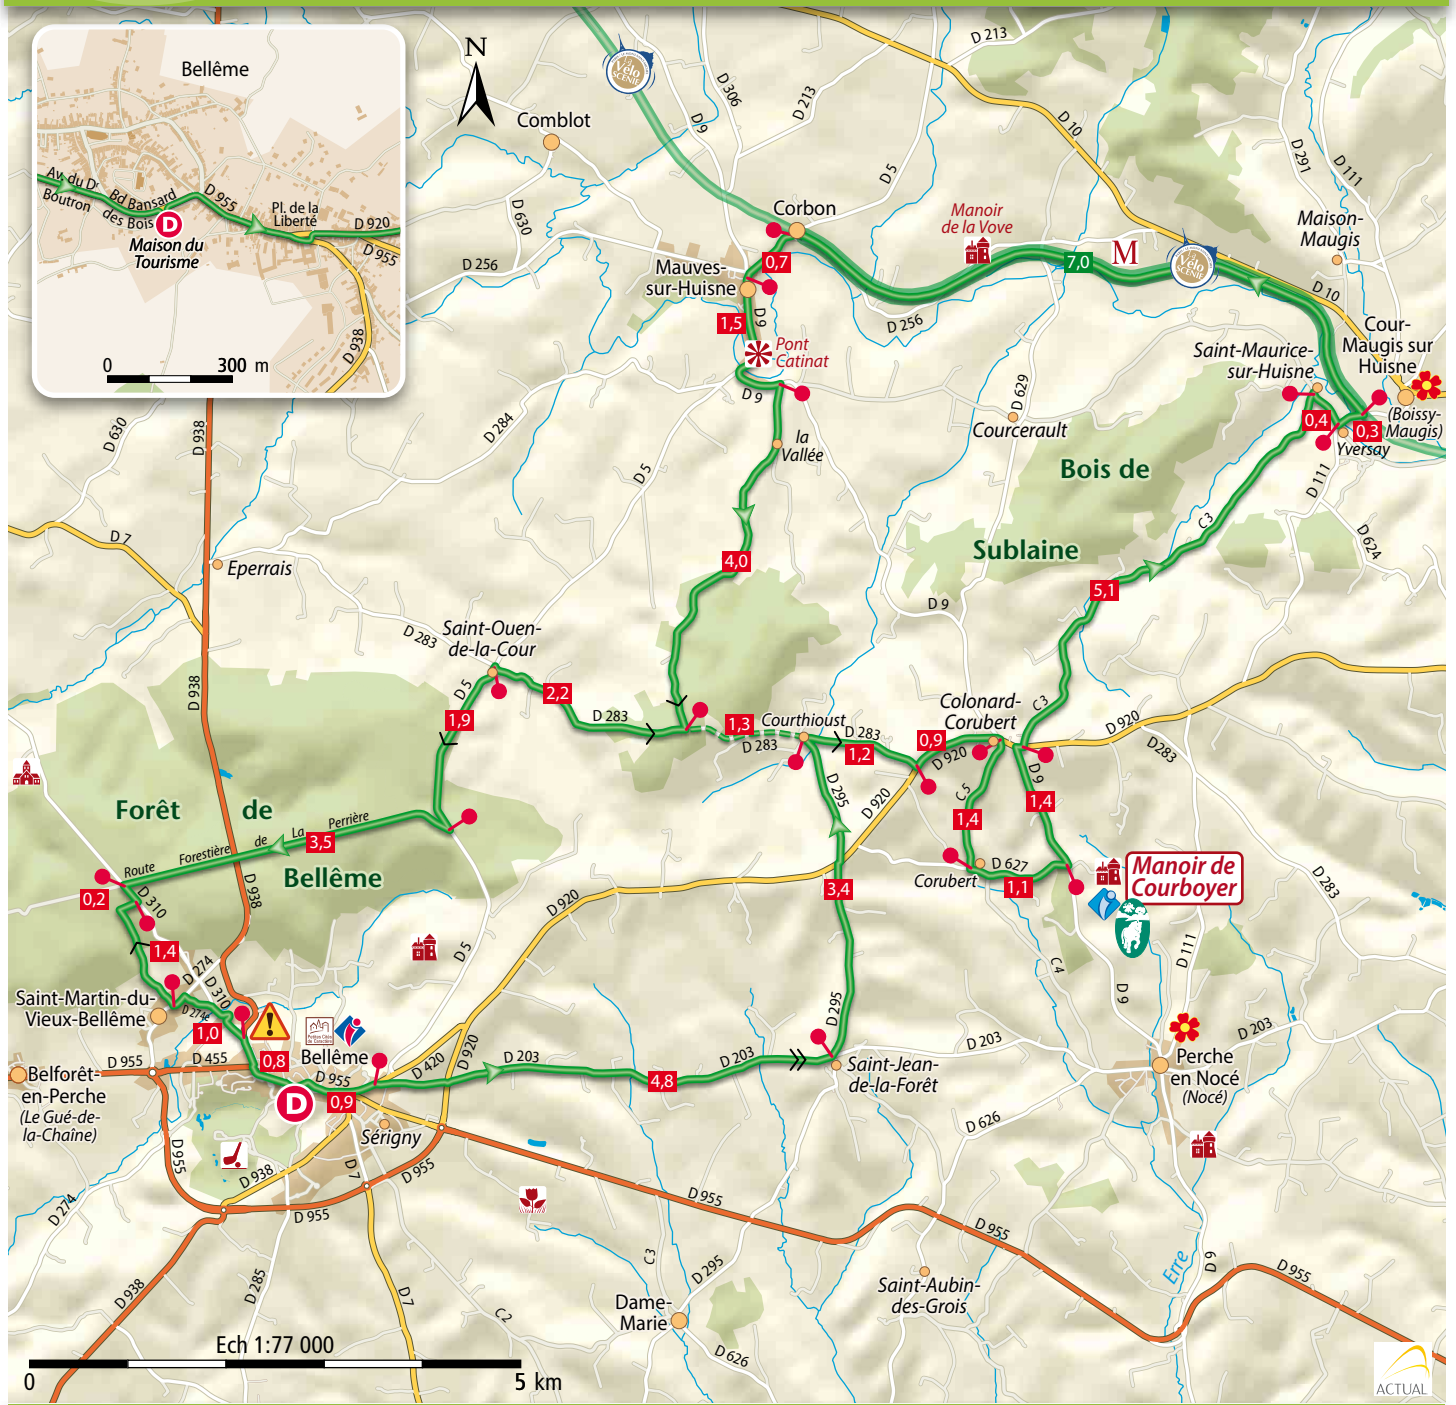 Bellême
Av. du Dr
Boutron
Bd Bansard
des Bois
D 955
D
Maison du
Tourisme
Pl. de la
Liberté
D 920
D 955
D 938
0 300 m
N
Comblot
La
Vélo
SCÉNIE
D 306
D 9
D 213
D 213
D 5
D 10
D 291
D 111
Maison-
Maugis
Corbon
Manoir
de la Vove
D 630
D 256
Mauves-
sur-Huisne
0,7
7,0
M
La
Vélo
SCÉNIE
D 10
D 256
1,5
D 9
Pont
Catinat
D 9
Cour-
Maugis sur
Huisne
(Boissy-
Maugis)
Saint-Maurice-
sur-Huisne
0,4
0,3
Yversay
D 111
D 624
D 629
Courcerault
D 630
D 938
D 284
D 5
la
Vallée
Bois de
Sublaine
C 3
D 7
Eperrais
4,0
5,1
D 9
D 283
Saint-Ouen-
de-la-Cour
D 5
2,2
1,9
D 283
D 938
1,3
Courthioust
D 283
D 283
1,2
0,9
D 920
Colonard-
Corubert
C 3
D 920
D283
D 9
1,4
C 5
1,4
D 295
D 920
Forêt de
Bellême
Route Forestière de La Perrière
3,5
Corubert
D 627
1,1
Manoir de
Courboyer
D 283
0,2
D 310
D 938
D 920
3,4
1,4
D 274
D 310
D 5
C 4
D 9
D 111
Saint-Martin-du-
Vieux-Bellême
D 274e
1,0
D 455
0,8
Bellême
D 955
D 955
0,9
D
D 420
D 920
D 203
4,8
D 203
D 295
Saint-Jean-
de-la-Forêt
D 203
D 203
Perche
en Nocé
(Nocé)
Belforêt-
en-Perche
(Le Gué-de-
la-Chaîne)
Sérigny
D 626
D 955
D 938
D 7
D 955
D 955
D 274
D 955
D 955
D 938
D 285
D 7
C 2
C 3
D 295
Dame-
Marie
D 626
Saint-Aubin-
des-Grois
Erre
D 9
D 955
Ech 1:77 000
0 5 km
ACTUAL